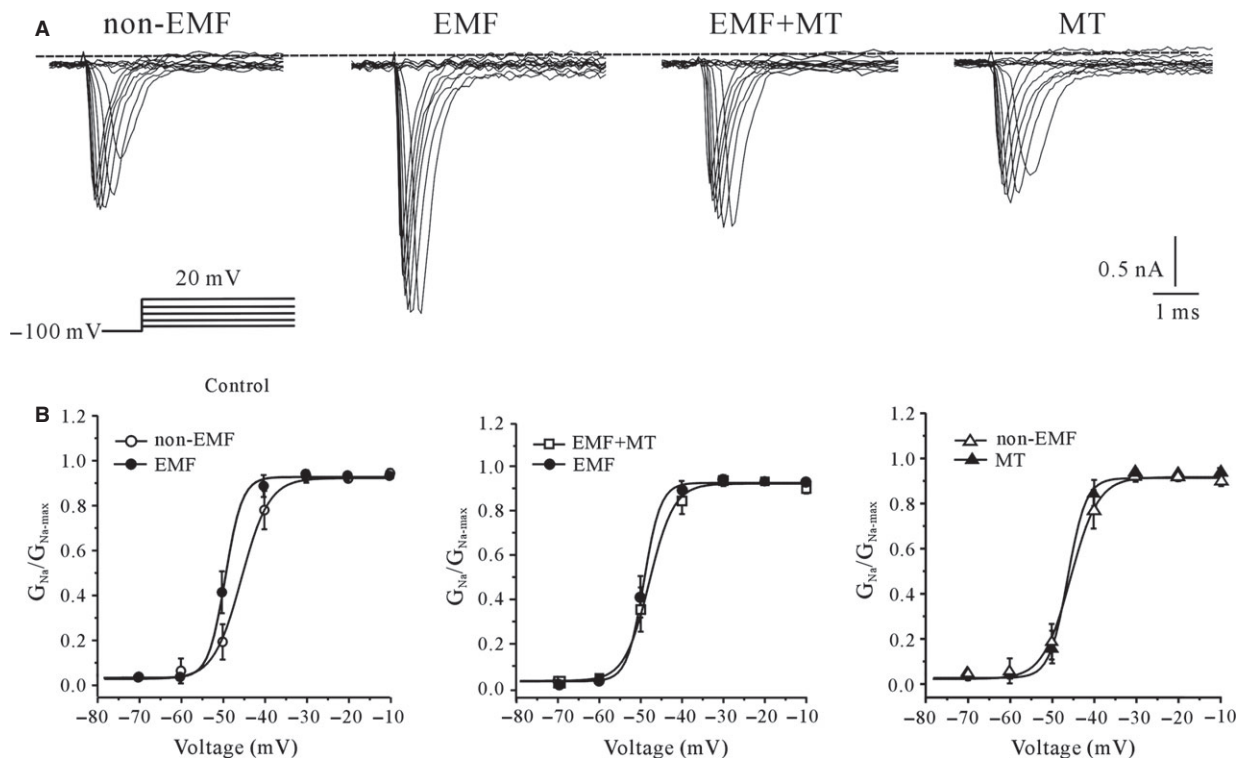 A
non-EMF EMF EMF+MT MT
20 mV
−100 mV
0.5 nA
1 ms
Control
B
1.2
1.0
0.8
0.6
0.4
0.2
0.0
G_Na/G_Na-max
non-EMF
EMF
−80 −70 −60 −50 −40 −30 −20 −10
Voltage (mV)
1.2
1.0
0.8
0.6
0.4
0.2
0.0
G_Na/G_Na-max
EMF+MT
EMF
−80 −70 −60 −50 −40 −30 −20 −10
Voltage (mV)
1.2
1.0
0.8
0.6
0.4
0.2
0.0
G_Na/G_Na-max
non-EMF
MT
−80 −70 −60 −50 −40 −30 −20 −10
Voltage (mV)